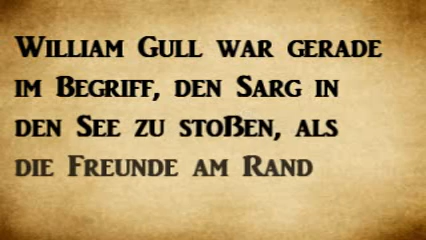 William Gull war gerade
im Begriff, den Sarg in
den See zu stoßen, als
die Freunde am Rand